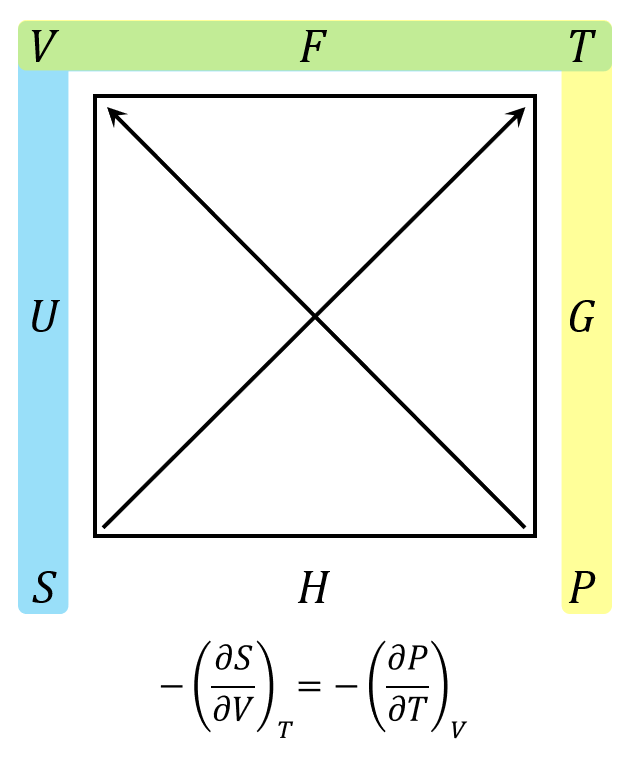 V F T
U G
S H P
−(∂S/∂V)_T = −(∂P/∂T)_V